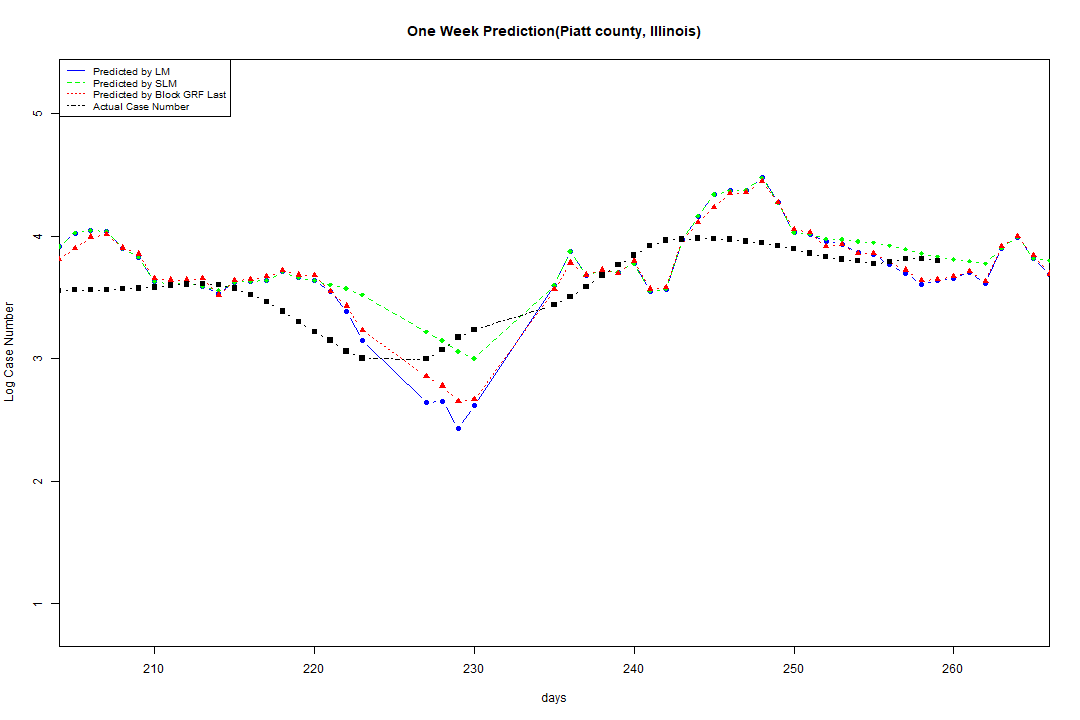 One Week Prediction(Piatt county, Illinois)
Predicted by LM
Predicted by SLM
Predicted by Block GRF Last
Actual Case Number
5
4
3
2
1
Log Case Number
210 220 230 240 250 260
days